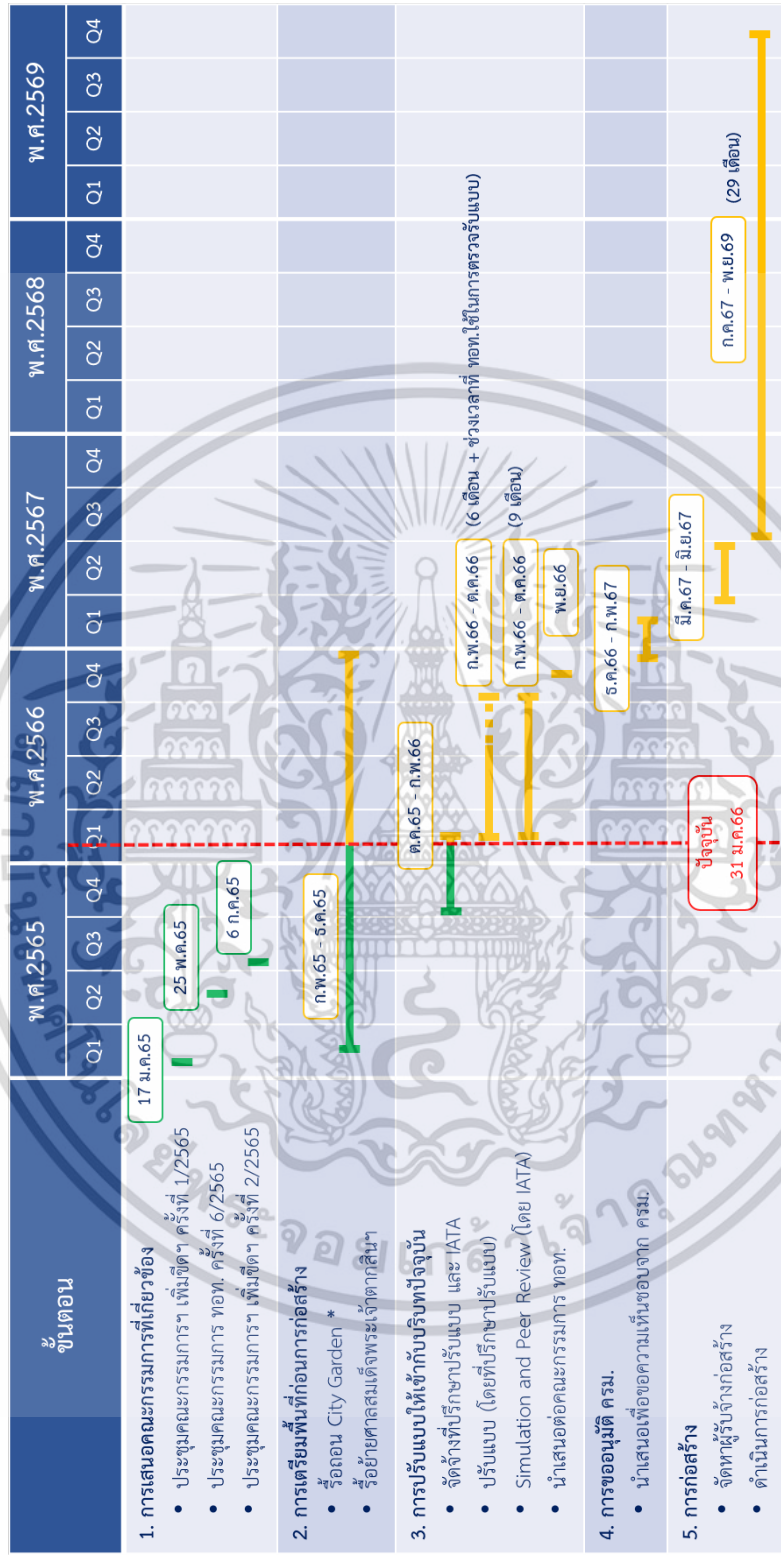 ขั้นตอน
พ.ศ.2565 พ.ศ.2566 พ.ศ.2567 พ.ศ.2568 พ.ศ.2569
Q1 Q2 Q3 Q4 Q1 Q2 Q3 Q4 Q1 Q2 Q3 Q4 Q1 Q2 Q3 Q4 Q1 Q2 Q3 Q4
1. การเสนอคณะกรรมการที่เกี่ยวข้อง
17 ม.ค.65
• ประชุมคณะกรรมการฯ เพิ่มขีดฯ ครั้งที่ 1/2565
25 พ.ค.65
• ประชุมคณะกรรมการ ทอท. ครั้งที่ 6/2565
6 ก.ค.65
• ประชุมคณะกรรมการฯ เพิ่มขีดฯ ครั้งที่ 2/2565
2. การเตรียมพื้นที่ก่อนการก่อสร้าง
• รื้อถอน City Garden *
ก.พ.65 - ธ.ค.65
• รื้อย้ายศาลสมเด็จพระเจ้าตากสินฯ
3. การปรับแบบให้เข้ากับบริบทปัจจุบัน
ต.ค.65 - ก.พ.66
• จัดจ้างที่ปรึกษาปรับแบบ และ IATA
ก.พ.66 - ต.ค.66 (6 เดือน + ช่วงเวลาที่ ทอท.ใช้ในการตรวจรับแบบ)
• ปรับแบบ (โดยที่ปรึกษาปรับแบบ)
ก.พ.66 - ต.ค.66 (9 เดือน)
• Simulation and Peer Review (โดย IATA)
พ.ย.66
• นำเสนอต่อคณะกรรมการ ทอท.
4. การขออนุมัติ ครม.
ธ.ค.66 - ก.พ.67
• นำเสนอเพื่อขอความเห็นชอบจาก ครม.
5. การก่อสร้าง
มี.ค.67 - มิ.ย.67
• จัดหาผู้รับจ้างก่อสร้าง
ก.ค.67 - พ.ย.69 (29 เดือน)
• ดำเนินการก่อสร้าง
ปัจจุบัน
31 ม.ค.66